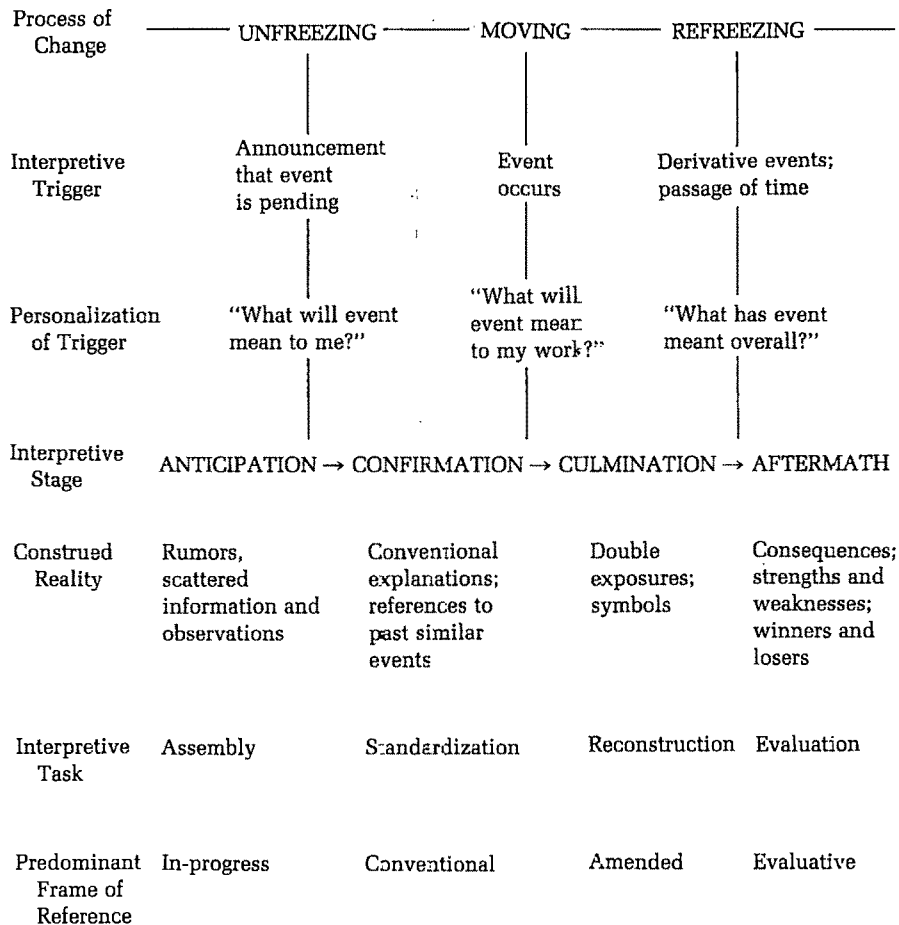 Process of Change UNFREEZING MOVING REFREEZING
Interpretive Trigger
Announcement
that event
is pending
Event
occurs
Derivative events;
passage of time
Personalization
of Trigger
“What will event
mean to me?”
“What will
event mean
to my work?”
“What has event
meant overall?”
Interpretive
Stage
ANTICIPATION → CONFIRMATION → CULMINATION → AFTERMATH
Construed
Reality
Rumors,
scattered
information and
observations
Conventional
explanations;
references to
past similar
events
Double
exposures;
symbols
Consequences;
strengths and
weaknesses;
winners and
losers
Interpretive
Task
Assembly
Standardization
Reconstruction
Evaluation
Predominant
Frame of
Reference
In-progress
Conventional
Amended
Evaluative